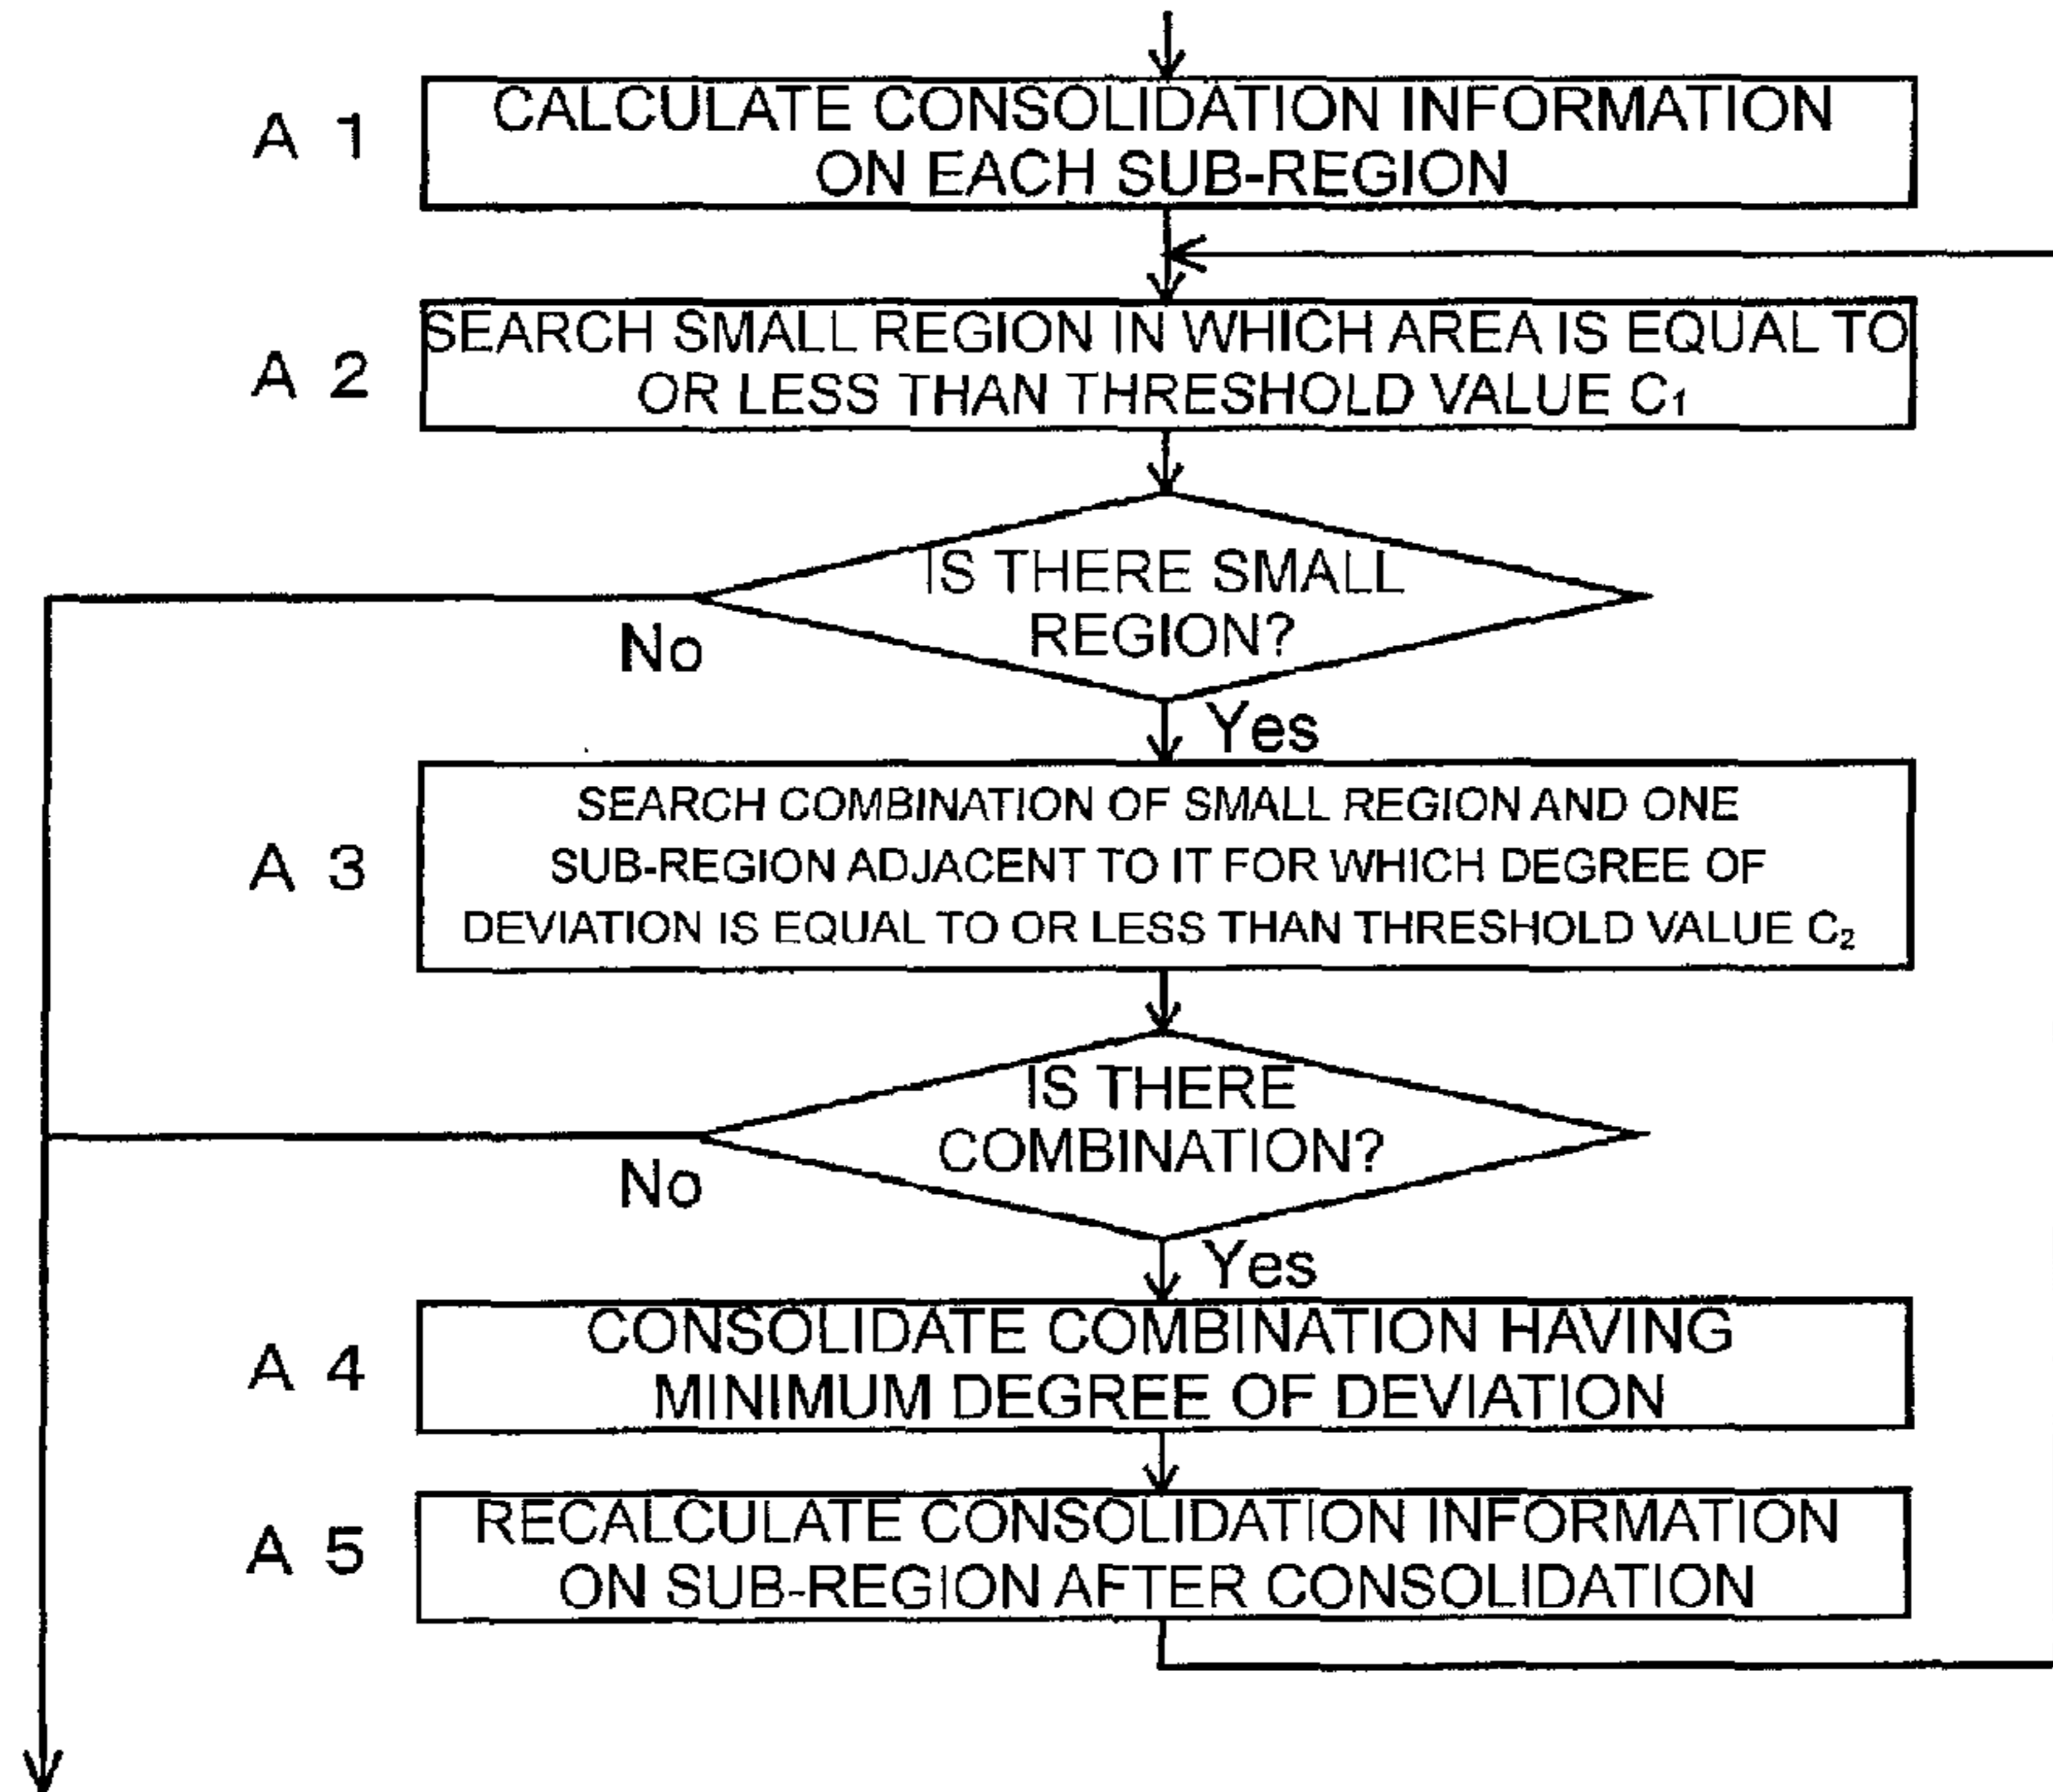 A 1
CALCULATE CONSOLIDATION INFORMATION
ON EACH SUB-REGION
A 2
SEARCH SMALL REGION IN WHICH AREA IS EQUAL TO
OR LESS THAN THRESHOLD VALUE C₁
IS THERE SMALL
REGION?
No
Yes
A 3
SEARCH COMBINATION OF SMALL REGION AND ONE
SUB-REGION ADJACENT TO IT FOR WHICH DEGREE OF
DEVIATION IS EQUAL TO OR LESS THAN THRESHOLD VALUE C₂
IS THERE
COMBINATION?
No
Yes
A 4
CONSOLIDATE COMBINATION HAVING
MINIMUM DEGREE OF DEVIATION
A 5
RECALCULATE CONSOLIDATION INFORMATION
ON SUB-REGION AFTER CONSOLIDATION